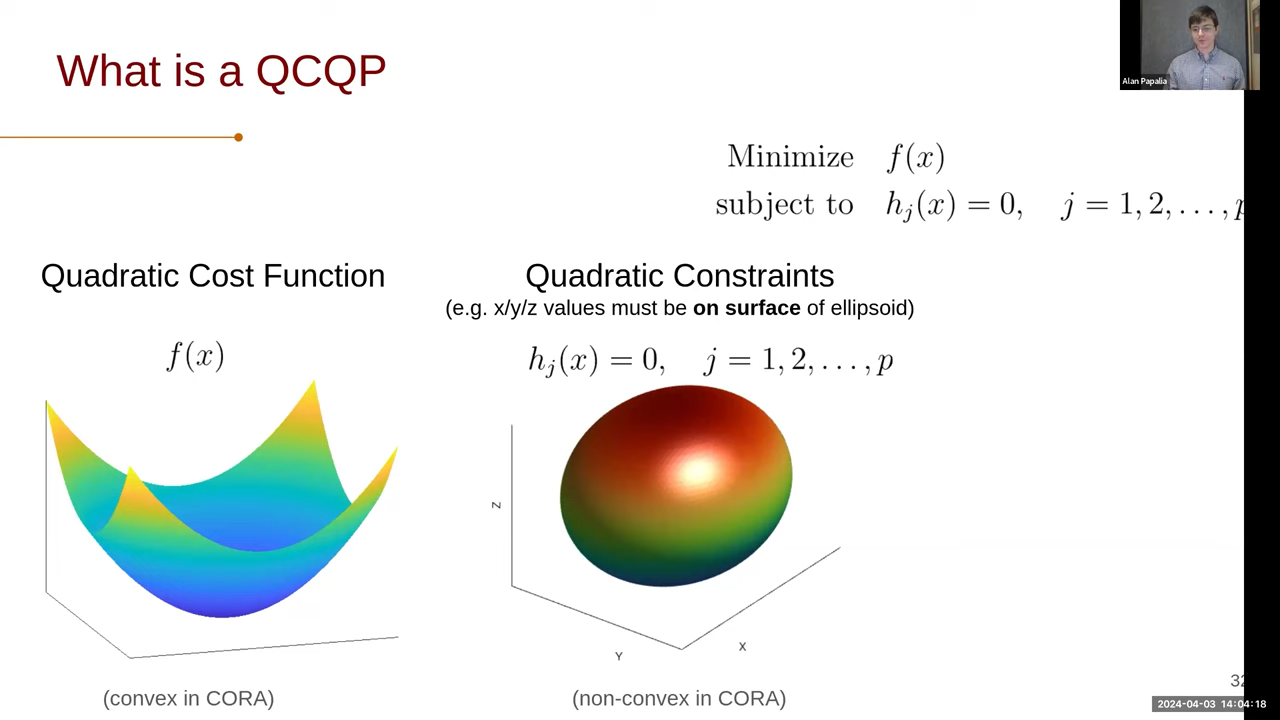 What is a QCQP
Alan Papalia
Minimize f(x)
subject to h_j(x) = 0, j = 1, 2, . . . , p
Quadratic Cost Function
f(x)
(convex in CORA)
Quadratic Constraints
(e.g. x/y/z values must be on surface of ellipsoid)
h_j(x) = 0, j = 1, 2, . . . , p
Z
Y
X
(non-convex in CORA)
32
2024-04-03 14:04:18